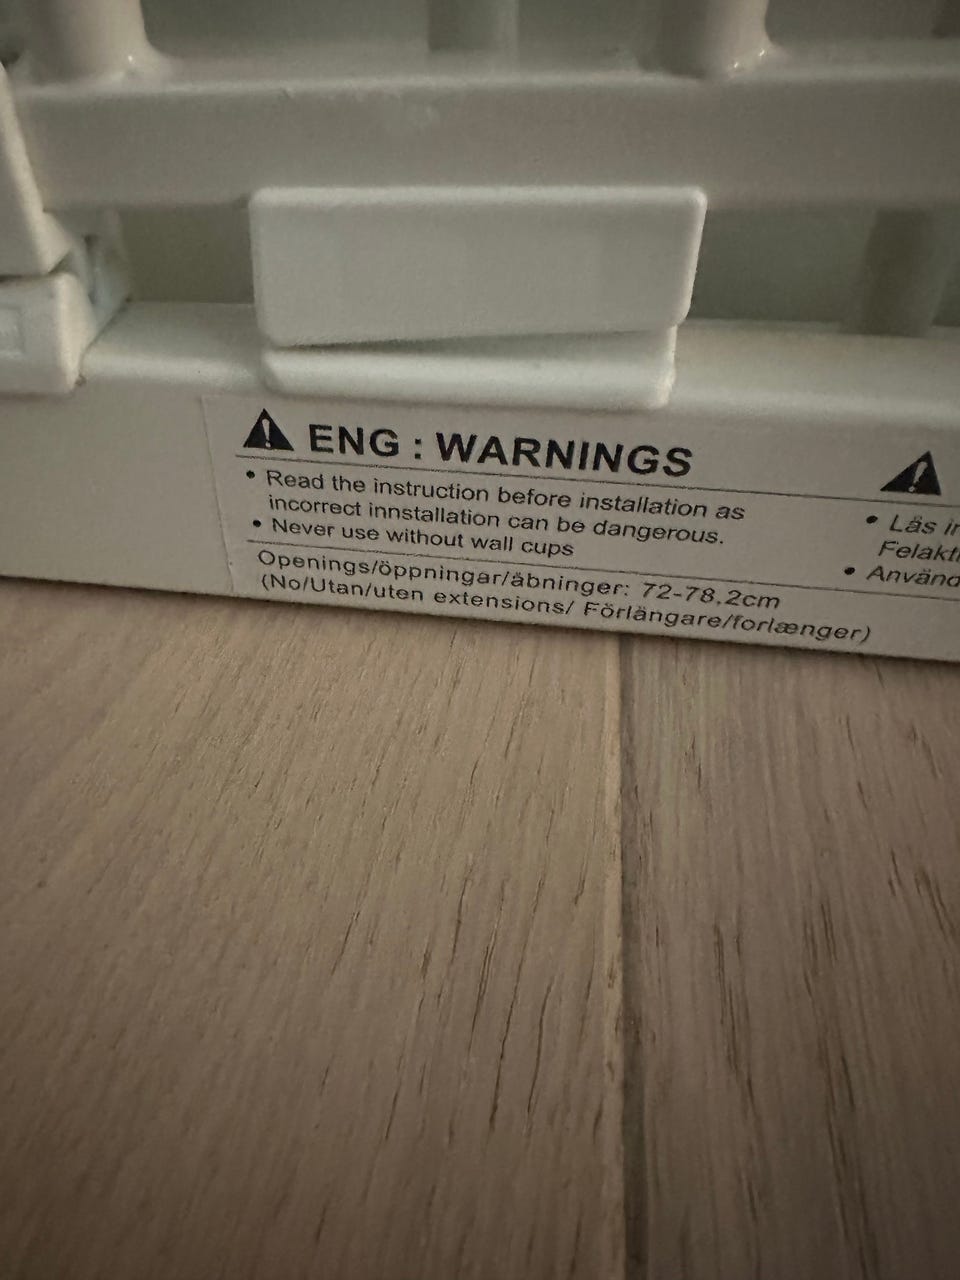 ENG : WARNINGS
• Read the instruction before installation as
incorrect innstallation can be dangerous.
• Never use without wall cups
Openings/öppningar/åbninger: 72-78,2cm
(No/Utan/uten extensions/ Förlängare/forlænger)
• Läs